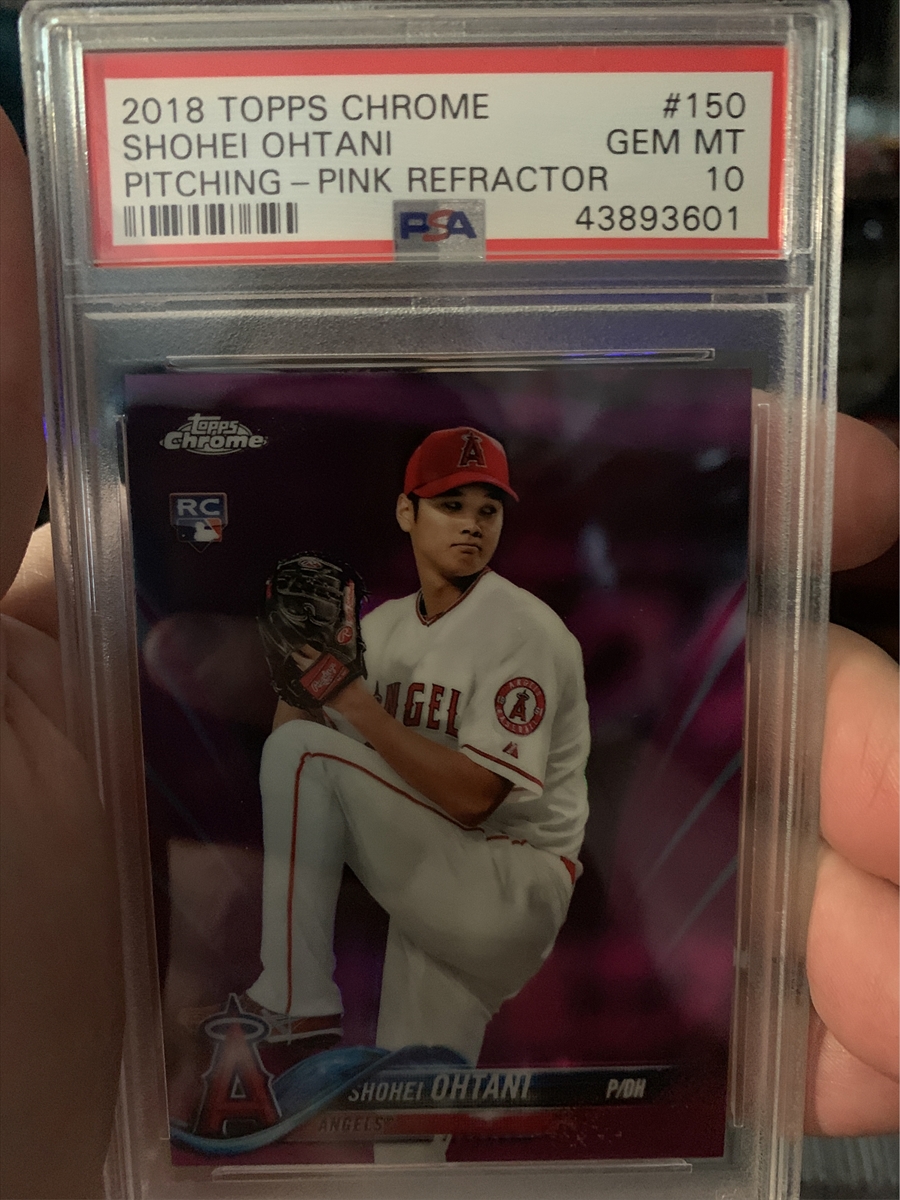 2018 TOPPS CHROME #150
SHOHEI OHTANI GEM MT
PITCHING – PINK REFRACTOR 10
PSA 43893601
topps
Chrome
RC
A
ANGEL
A
A
SHOHEI OHTANI P/DH
ANGELS